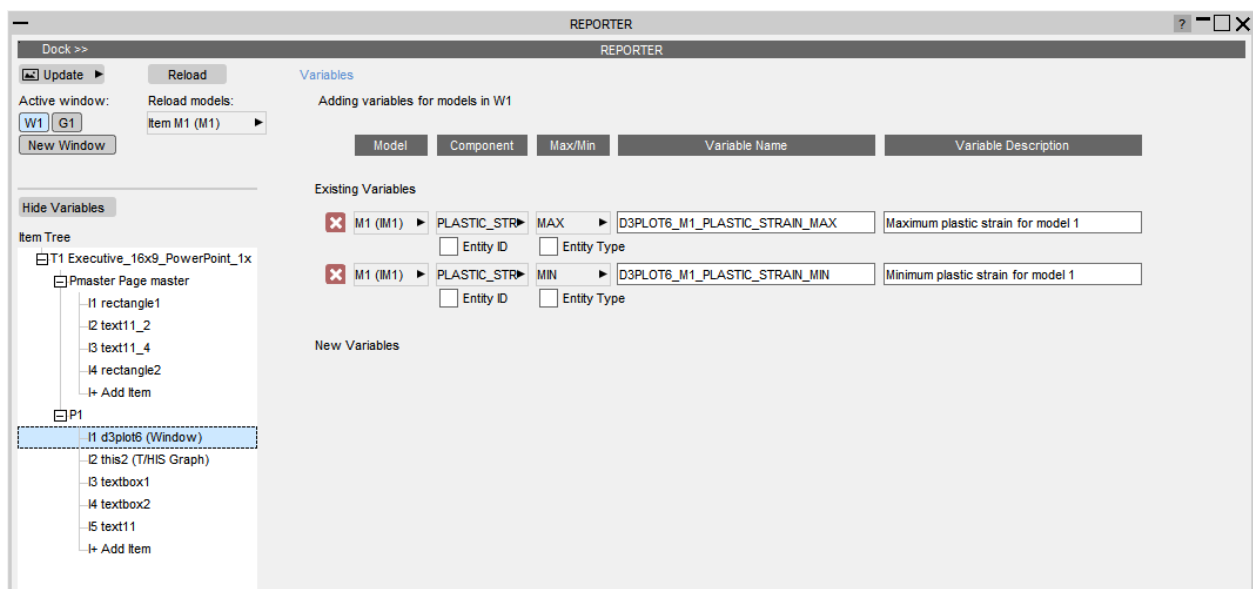 REPORTER
?
Dock >>
REPORTER
Update
Reload
Variables
Active window:
Reload models:
Adding variables for models in W1
W1
G1
Item M1 (M1)
New Window
Model
Component
Max/Min
Variable Name
Variable Description
Existing Variables
Hide Variables
M1 (IM1)
PLASTIC_STR
MAX
D3PLOT6_M1_PLASTIC_STRAIN_MAX
Maximum plastic strain for model 1
Entity ID
Entity Type
M1 (IM1)
PLASTIC_STR
MIN
D3PLOT6_M1_PLASTIC_STRAIN_MIN
Minimum plastic strain for model 1
Entity ID
Entity Type
New Variables
Item Tree
T1 Executive_16x9_PowerPoint_1x
Pmaster Page master
I1 rectangle1
I2 text11_2
I3 text11_4
I4 rectangle2
I+ Add Item
P1
I1 d3plot6 (Window)
I2 this2 (T/HIS Graph)
I3 textbox1
I4 textbox2
I5 text11
I+ Add Item